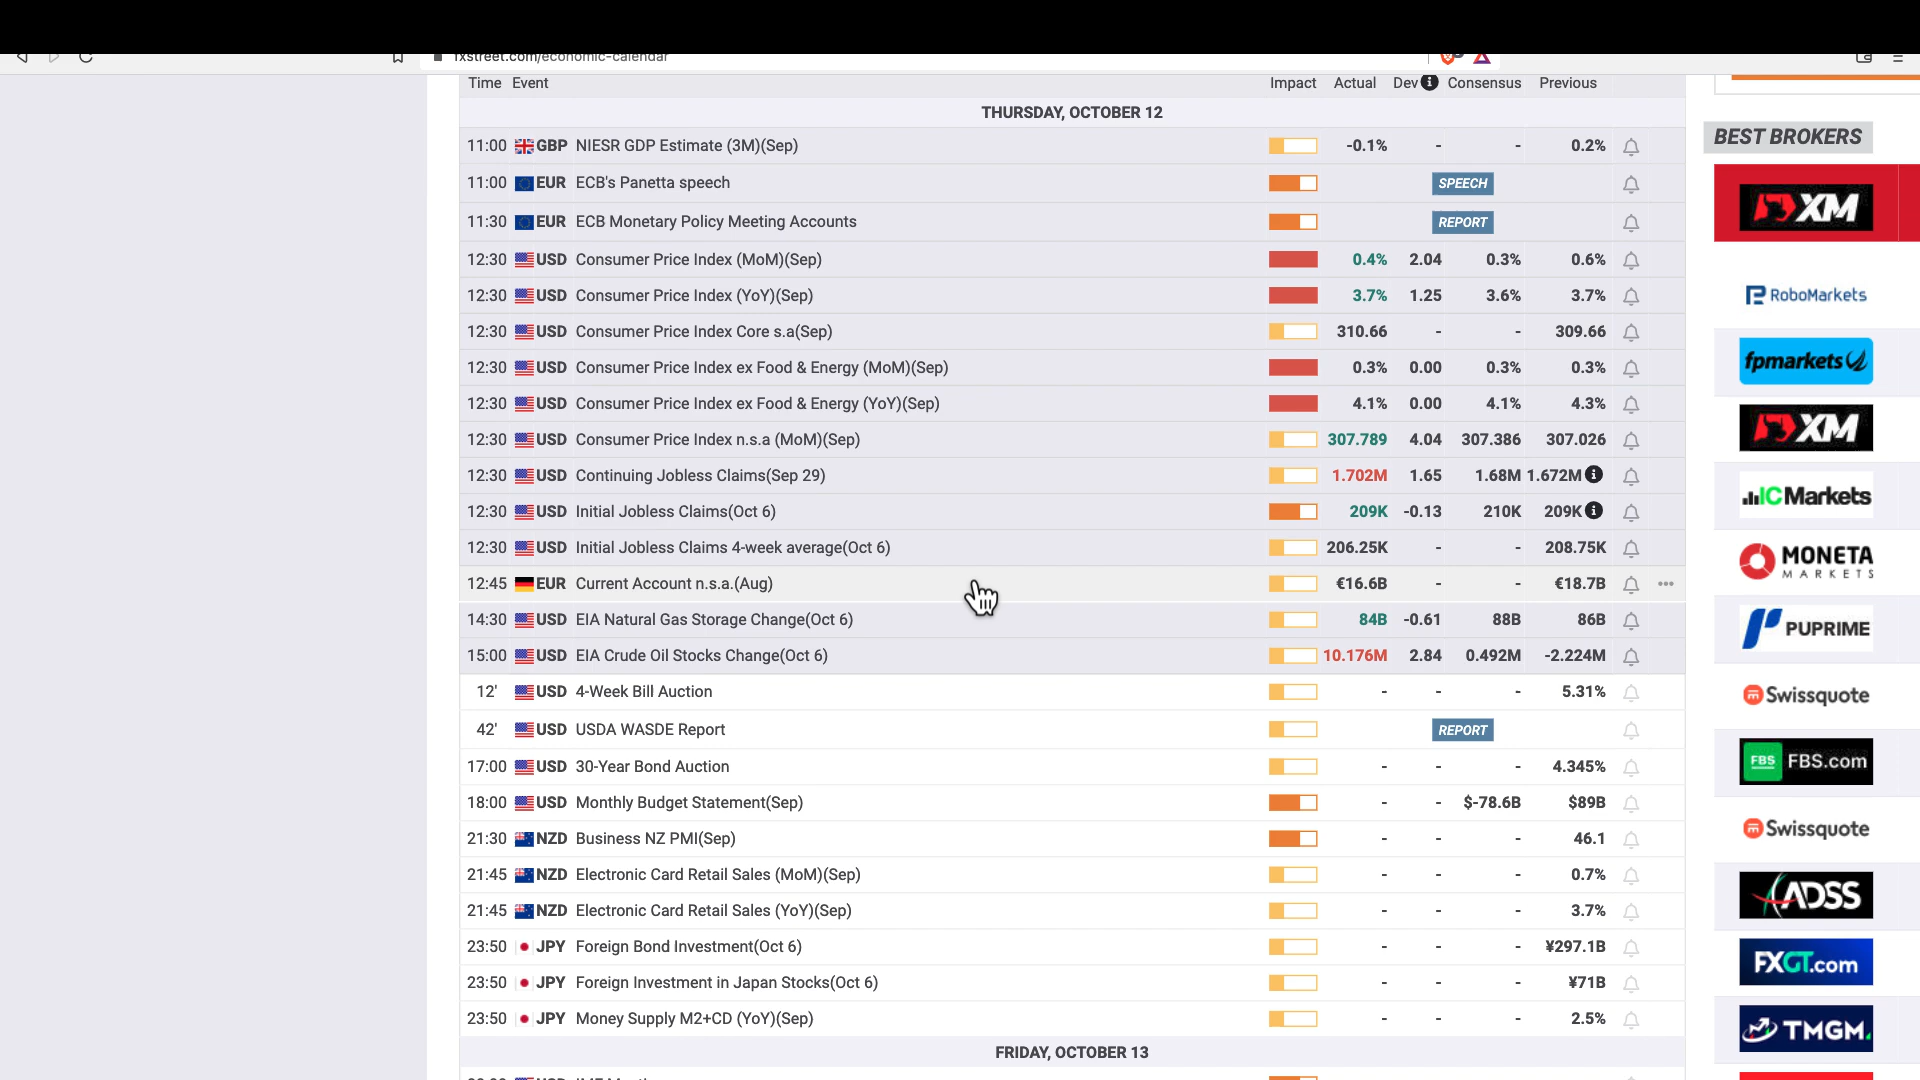 fxstreet.com/economic-calendar
Time Event Impact Actual Dev Consensus Previous
THURSDAY, OCTOBER 12
11:00 GBP NIESR GDP Estimate (3M)(Sep) -0.1% - - 0.2%
11:00 EUR ECB's Panetta speech SPEECH
11:30 EUR ECB Monetary Policy Meeting Accounts REPORT
12:30 USD Consumer Price Index (MoM)(Sep) 0.4% 2.04 0.3% 0.6%
12:30 USD Consumer Price Index (YoY)(Sep) 3.7% 1.25 3.6% 3.7%
12:30 USD Consumer Price Index Core s.a(Sep) 310.66 - - 309.66
12:30 USD Consumer Price Index ex Food & Energy (MoM)(Sep) 0.3% 0.00 0.3% 0.3%
12:30 USD Consumer Price Index ex Food & Energy (YoY)(Sep) 4.1% 0.00 4.1% 4.3%
12:30 USD Consumer Price Index n.s.a (MoM)(Sep) 307.789 4.04 307.386 307.026
12:30 USD Continuing Jobless Claims(Sep 29) 1.702M 1.65 1.68M 1.672M
12:30 USD Initial Jobless Claims(Oct 6) 209K -0.13 210K 209K
12:30 USD Initial Jobless Claims 4-week average(Oct 6) 206.25K - - 208.75K
12:45 EUR Current Account n.s.a.(Aug) €16.6B - - €18.7B
14:30 USD EIA Natural Gas Storage Change(Oct 6) 84B -0.61 88B 86B
15:00 USD EIA Crude Oil Stocks Change(Oct 6) 10.176M 2.84 0.492M -2.224M
12' USD 4-Week Bill Auction - - - 5.31%
42' USD USDA WASDE Report REPORT
17:00 USD 30-Year Bond Auction - - - 4.345%
18:00 USD Monthly Budget Statement(Sep) - - $-78.6B $89B
21:30 NZD Business NZ PMI(Sep) - - - 46.1
21:45 NZD Electronic Card Retail Sales (MoM)(Sep) - - - 0.7%
21:45 NZD Electronic Card Retail Sales (YoY)(Sep) - - - 3.7%
23:50 JPY Foreign Bond Investment(Oct 6) - - - ¥297.1B
23:50 JPY Foreign Investment in Japan Stocks(Oct 6) - - - ¥71B
23:50 JPY Money Supply M2+CD (YoY)(Sep) - - - 2.5%
FRIDAY, OCTOBER 13
BEST BROKERS
XM
RoboMarkets
fpmarkets
XM
IC Markets
MONETA
MARKETS
PUPRIME
Swissquote
FBS FBS.com
Swissquote
ADSS
FXGT.com
TMGM.